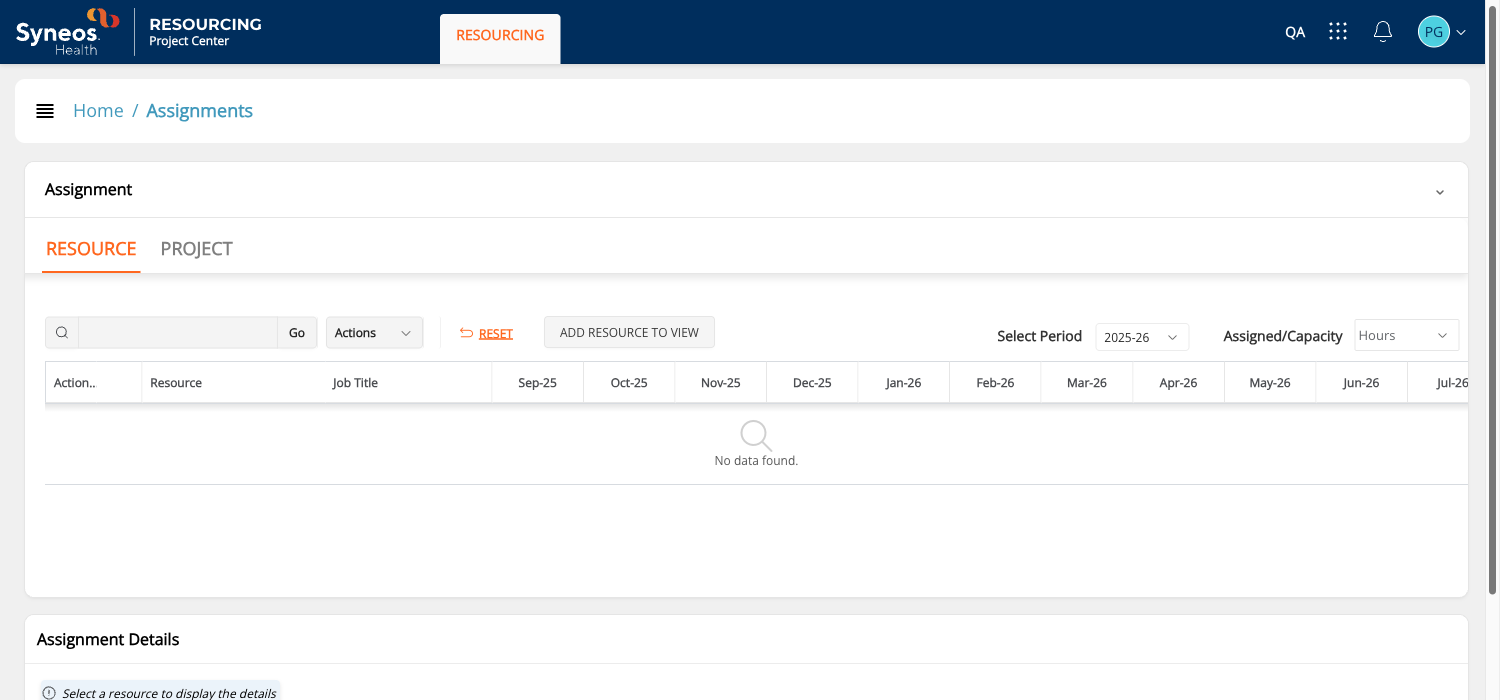 Syneos.
Health
RESOURCING
Project Center
RESOURCING
QA
PG
Home / Assignments
Assignment
RESOURCE PROJECT
Go
Actions
RESET
ADD RESOURCE TO VIEW
Select Period
2025-26
Assigned/Capacity
Hours
Action.. Resource Job Title Sep-25 Oct-25 Nov-25 Dec-25 Jan-26 Feb-26 Mar-26 Apr-26 May-26 Jun-26 Jul-26
No data found.
Assignment Details
Select a resource to display the details